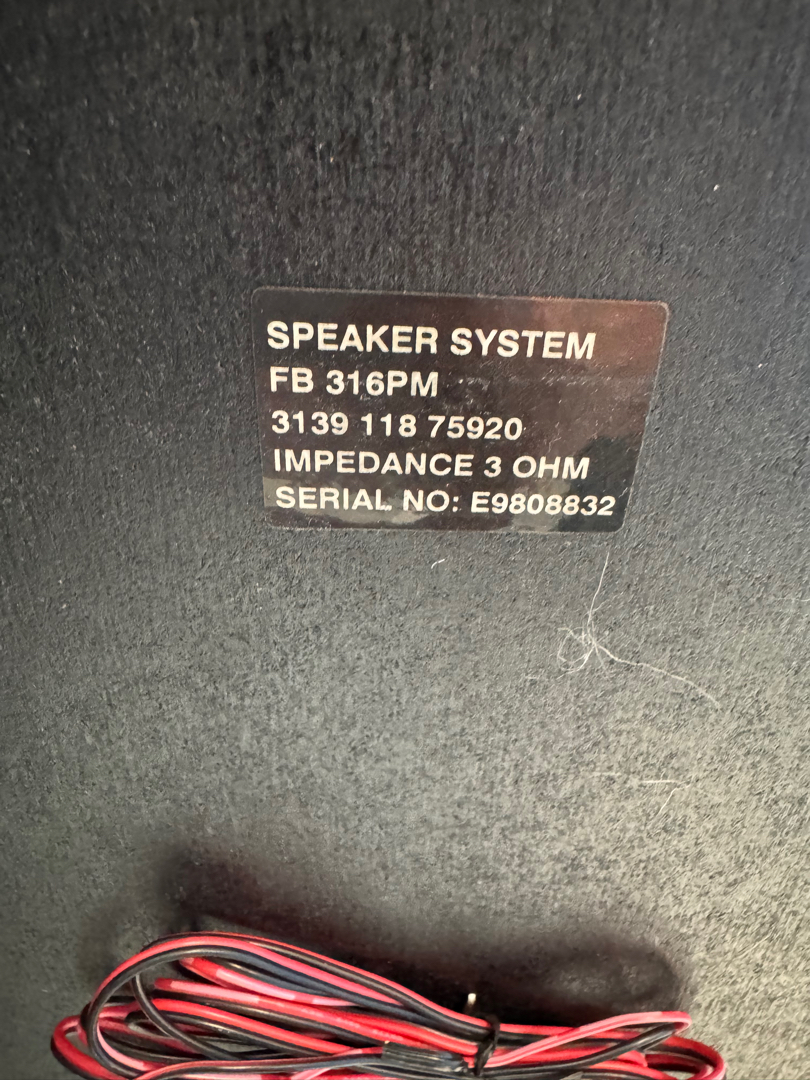 SPEAKER SYSTEM
FB 316PM
3139 118 75920
IMPEDANCE 3 OHM
SERIAL NO: E9808832